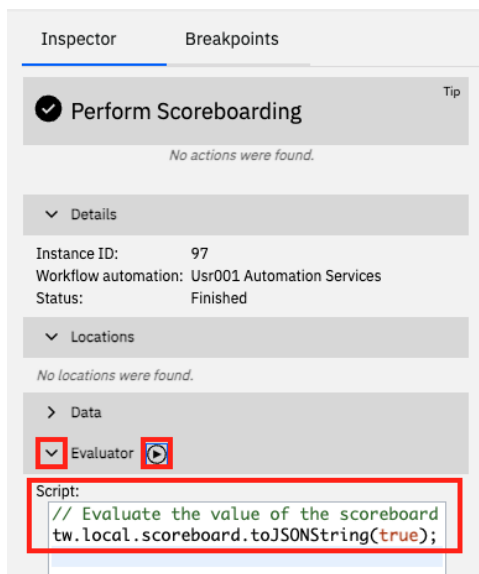 Inspector Breakpoints
Tip
Perform Scoreboarding
No actions were found.
Details
Instance ID: 97
Workflow automation: Usr001 Automation Services
Status: Finished
Locations
No locations were found.
Data
Evaluator
Script:
// Evaluate the value of the scoreboard
tw.local.scoreboard.toJSONString(true);